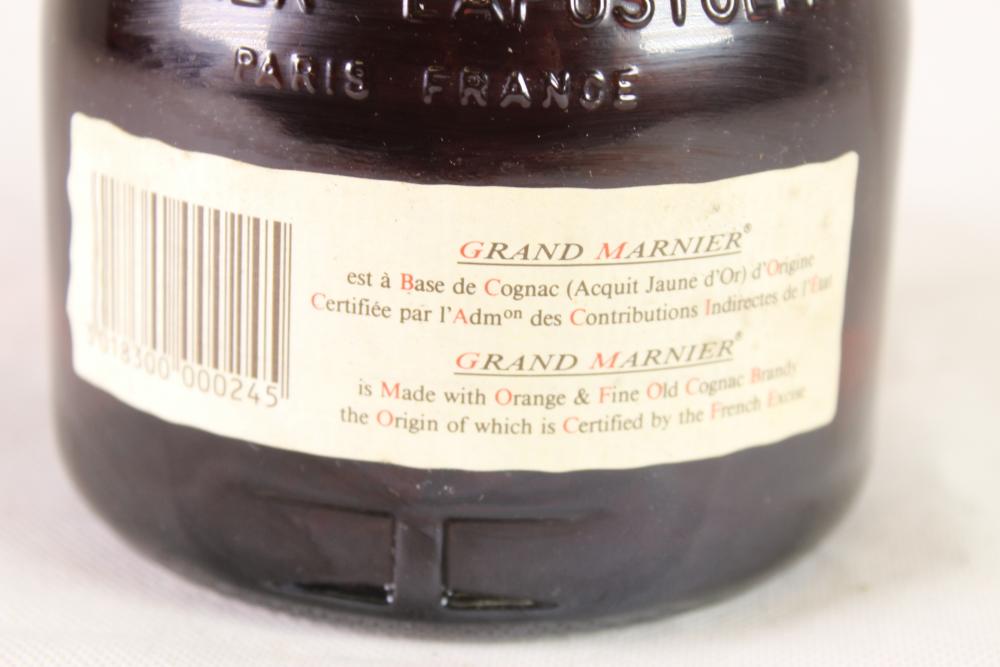 PARIS FRANCE
GRAND MARNIER®
est à Base de Cognac (Acquit Jaune d'Or) d'Origine
Certifiée par l'Admon des Contributions Indirectes de l'État
GRAND MARNIER®
is Made with Orange & Fine Old Cognac Brandy
the Origin of which is Certified by the French Excise
018300 000245